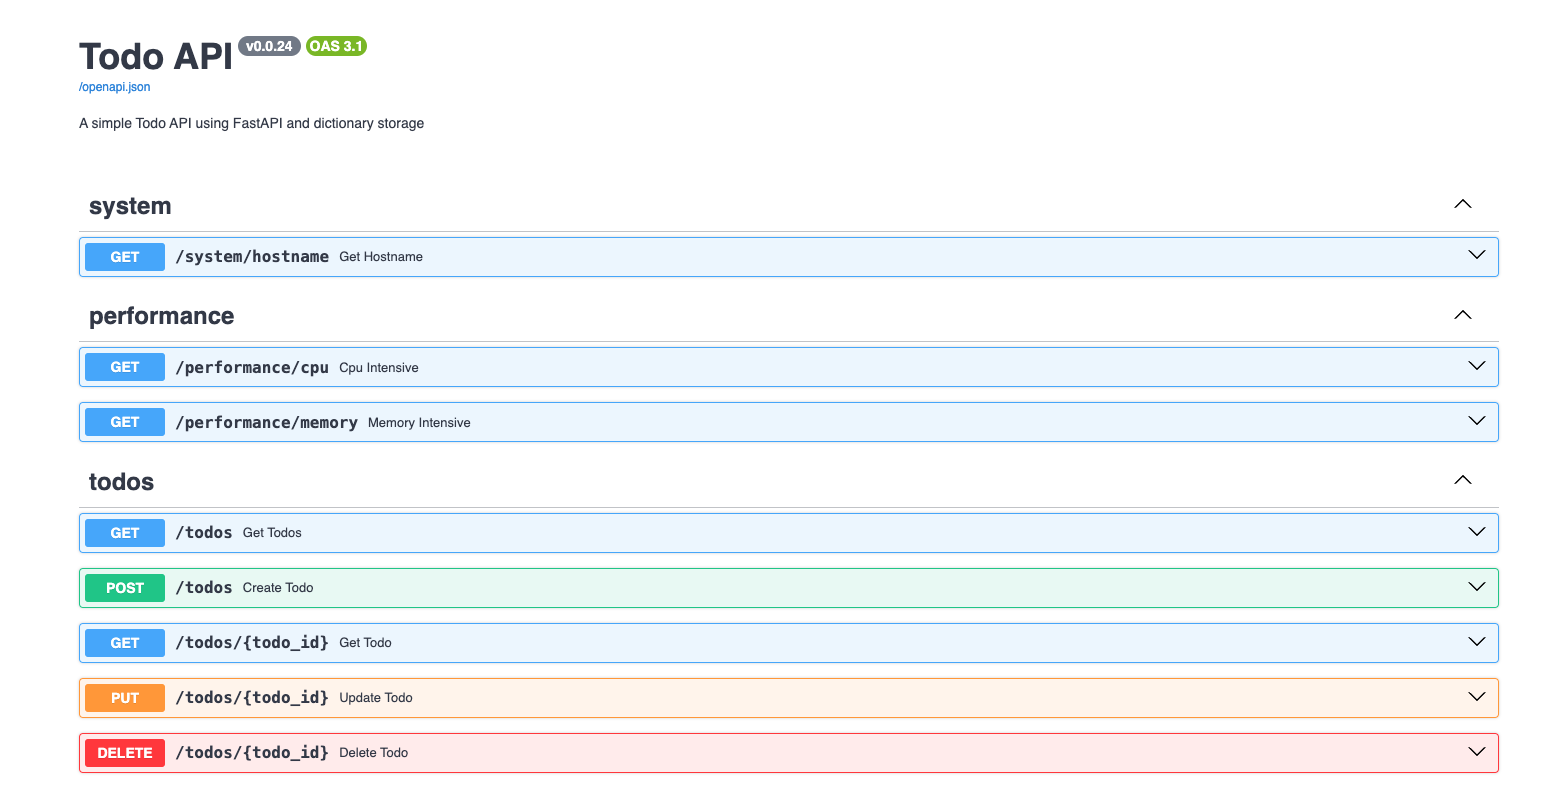 Todo API v0.0.24 OAS 3.1
/openapi.json
A simple Todo API using FastAPI and dictionary storage
system
GET /system/hostname Get Hostname
performance
GET /performance/cpu Cpu Intensive
GET /performance/memory Memory Intensive
todos
GET /todos Get Todos
POST /todos Create Todo
GET /todos/{todo_id} Get Todo
PUT /todos/{todo_id} Update Todo
DELETE /todos/{todo_id} Delete Todo